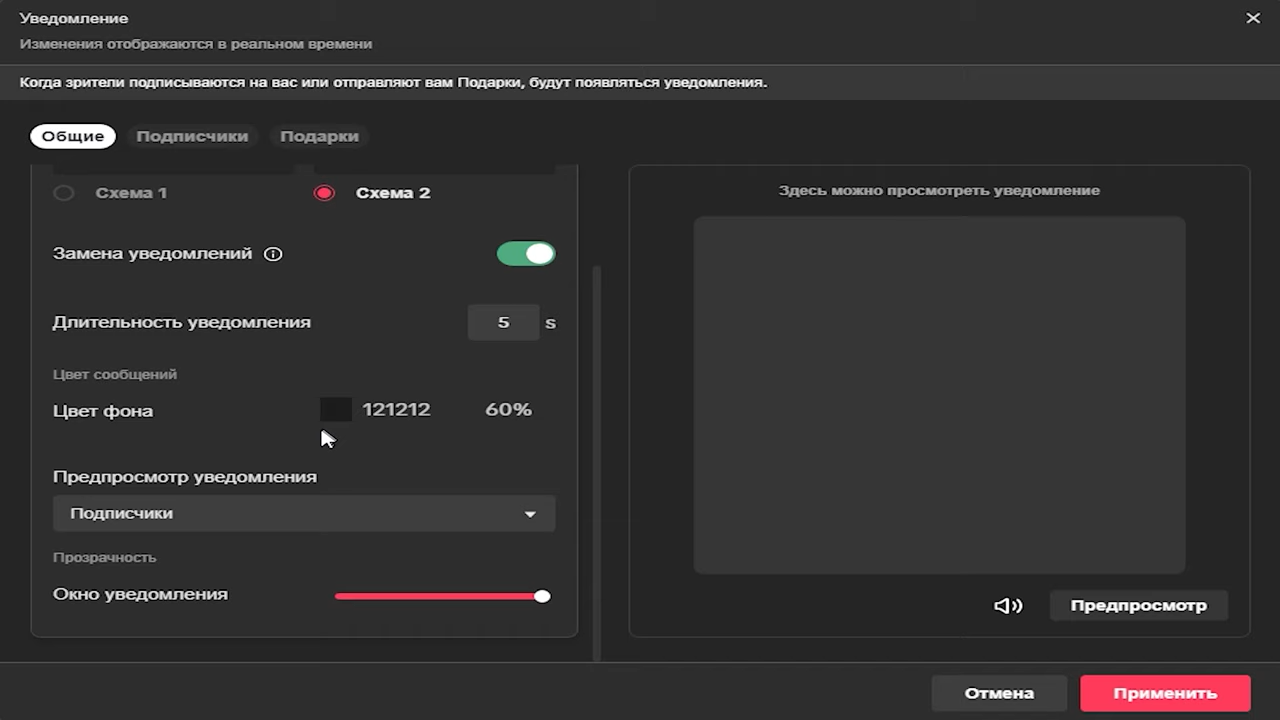 Уведомление
Изменения отображаются в реальном времени
Когда зрители подписываются на вас или отправляют вам Подарки, будут появляться уведомления.
Общие Подписчики Подарки
Схема 1 Схема 2
Замена уведомлений
Длительность уведомления 5 s
Цвет сообщений
Цвет фона 121212 60%
Предпросмотр уведомления
Подписчики
Прозрачность
Окно уведомления
Здесь можно просмотреть уведомление
Предпросмотр
Отмена Применить